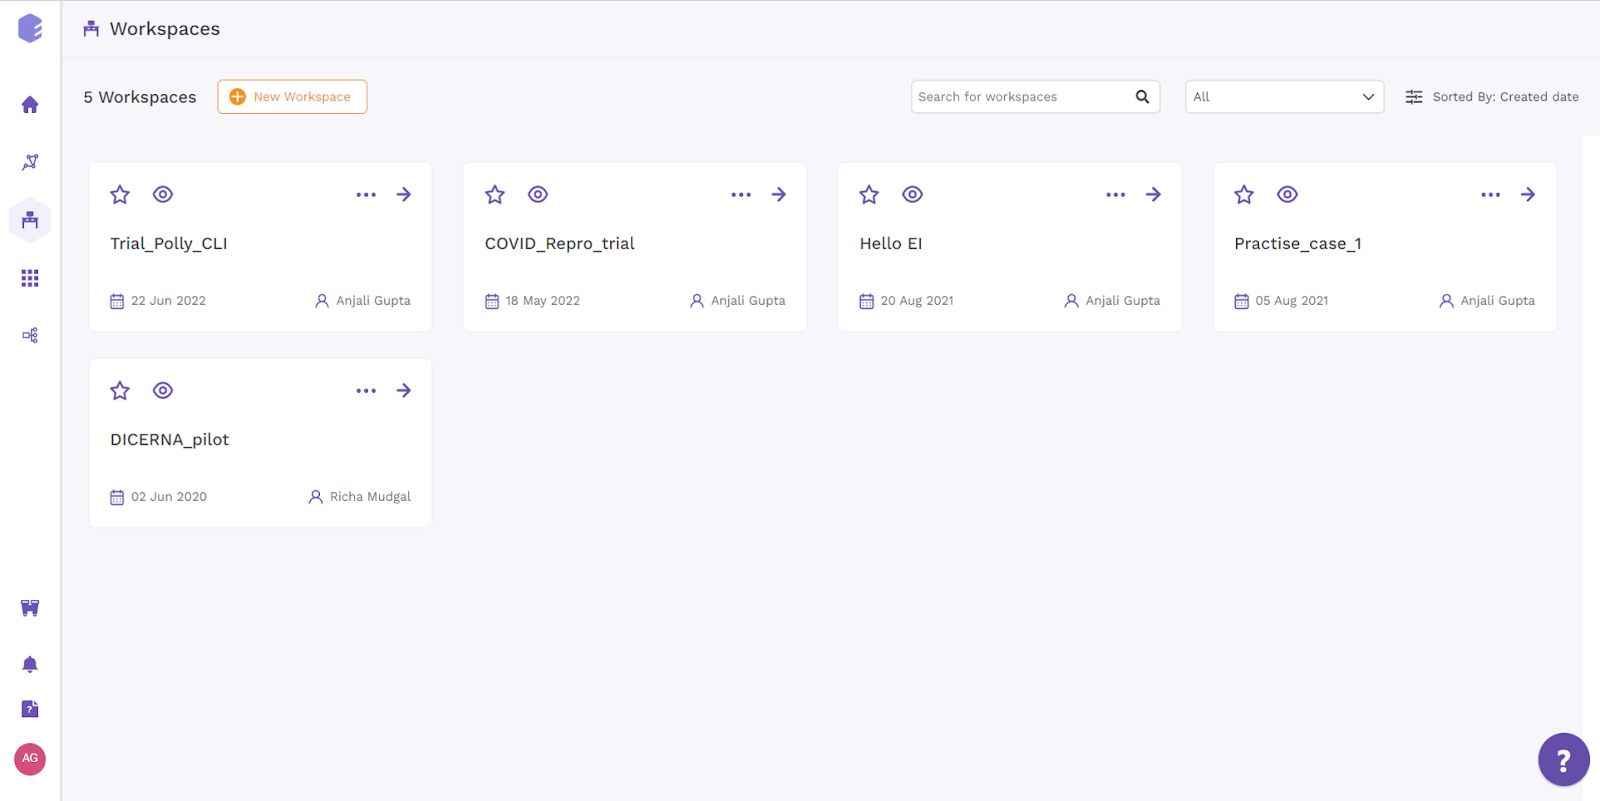 Workspaces
5 Workspaces
New Workspace
Search for workspaces
All
Sorted By: Created date
Trial_Polly_CLI
22 Jun 2022
Anjali Gupta
COVID_Repro_trial
18 May 2022
Anjali Gupta
Hello EI
20 Aug 2021
Anjali Gupta
Practise_case_1
05 Aug 2021
Anjali Gupta
DICERNA_pilot
02 Jun 2020
Richa Mudgal
?
AG
?